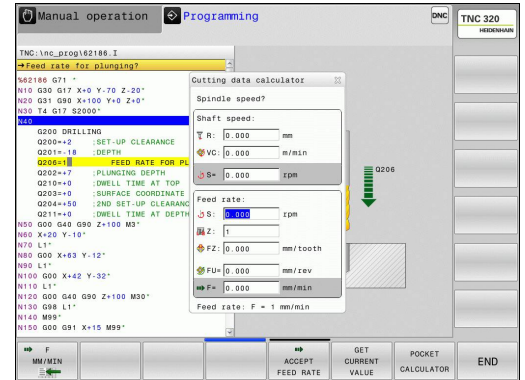 Manual operation
Programming
DNC
TNC 320
HEIDENHAIN
TNC:\nc_prog\62186.I
→Feed rate for plunging?
%62186 G71 *
N10 G30 G17 X+0 Y-70 Z-20*
N20 G31 G90 X+100 Y+0 Z+0*
N30 T4 G17 S2000*
N40
G200 DRILLING
Q200=+2 ;SET-UP CLEARANCE
Q201=-18 ;DEPTH
Q206=1 FEED RATE FOR PL
Q202=+7 ;PLUNGING DEPTH
Q210=+0 ;DWELL TIME AT TOP
Q203=+0 ;SURFACE COORDINATE
Q204=+50 ;2ND SET-UP CLEARANC
Q211=+0 ;DWELL TIME AT DEPTH
N50 G00 G40 G90 Z+100 M3*
N60 X+20 Y-10*
N70 L1*
N80 G00 X+63 Y-12*
N90 L1*
N100 G00 X+42 Y-32*
N110 L1*
N120 G00 G40 G90 Z+100 M30*
N130 G98 L1*
N140 M99*
N150 G00 G91 X+15 M99*
Cutting data calculator
Spindle speed?
Shaft speed:
R: 0.000 mm
VC: 0.000 m/min
S= 0.000 rpm
Feed rate:
S: 0.000 rpm
Z: 1
FZ: 0.000 mm/tooth
FU= 0.000 mm/rev
F= 0.000 mm/min
Feed rate: F = 1 mm/min
Q206
F
MM/MIN
ACCEPT
FEED RATE
GET
CURRENT
VALUE
POCKET
CALCULATOR
END